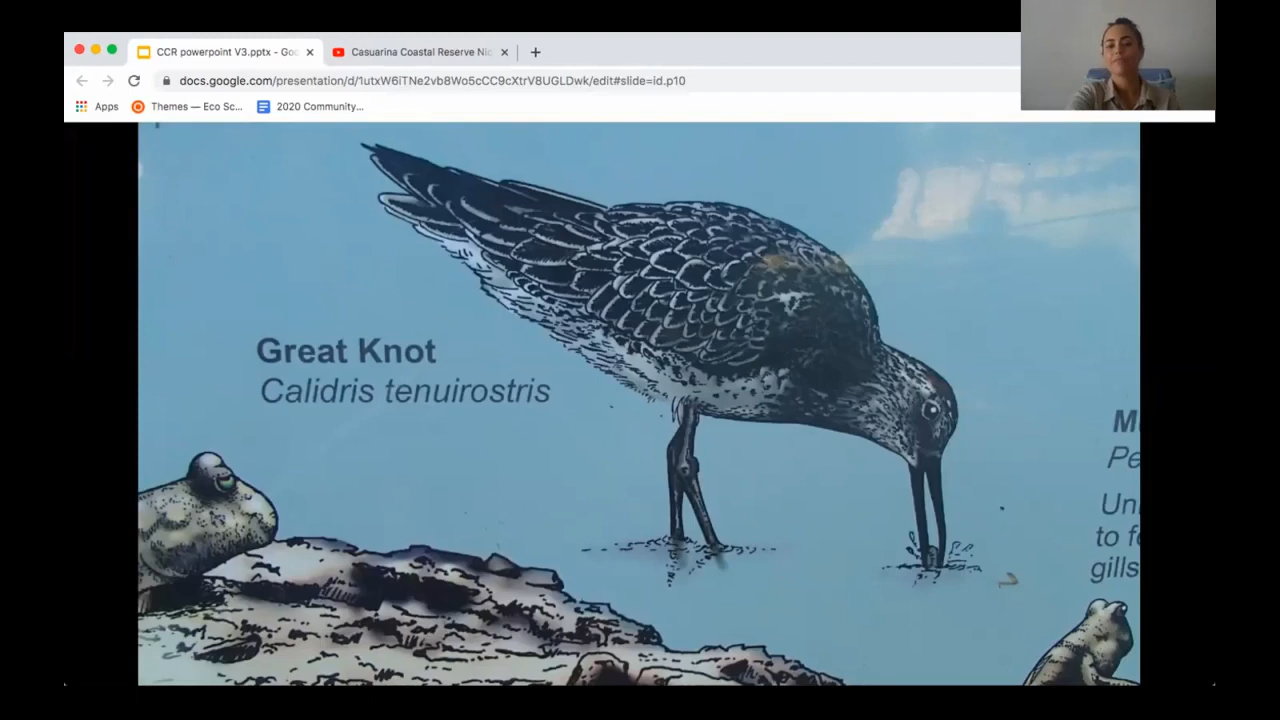 CCR powerpoint V3.pptx - Goo
Casuarina Coastal Reserve Nic
docs.google.com/presentation/d/1utxW6iTNe2vb8Wo5cCC9cXtrV8UGLDwk/edit#slide=id.p10
Apps
Themes — Eco Sc...
2020 Community...
Great Knot
Calidris tenuirostris
M
Pe
Un
to f
gills